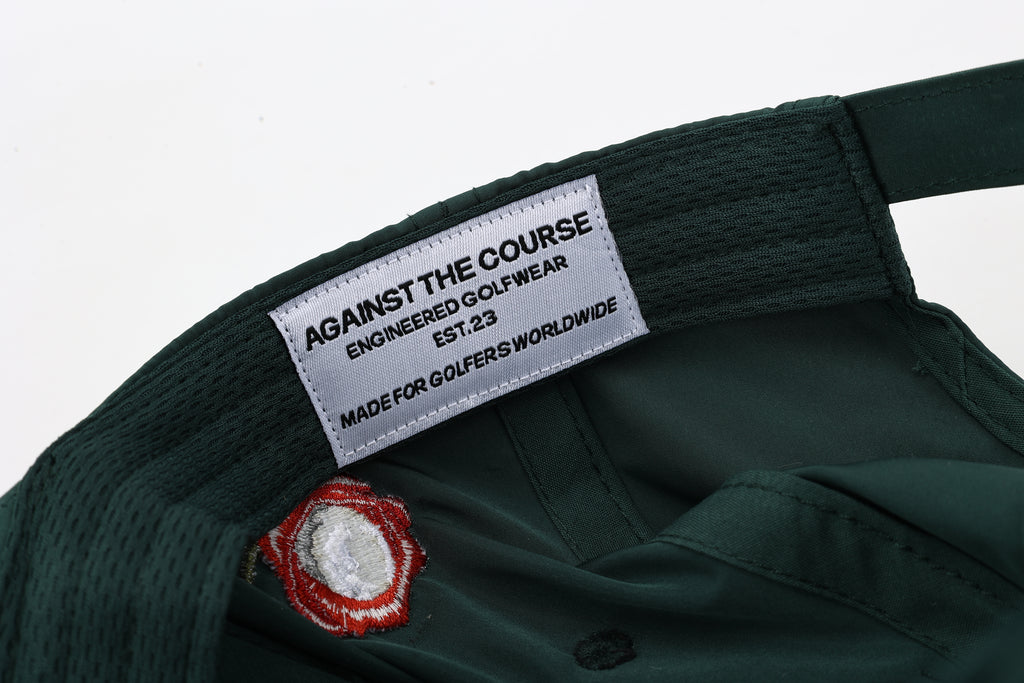 AGAINST THE COURSE
ENGINEERED GOLFWEAR
EST.23
MADE FOR GOLFERS WORLDWIDE